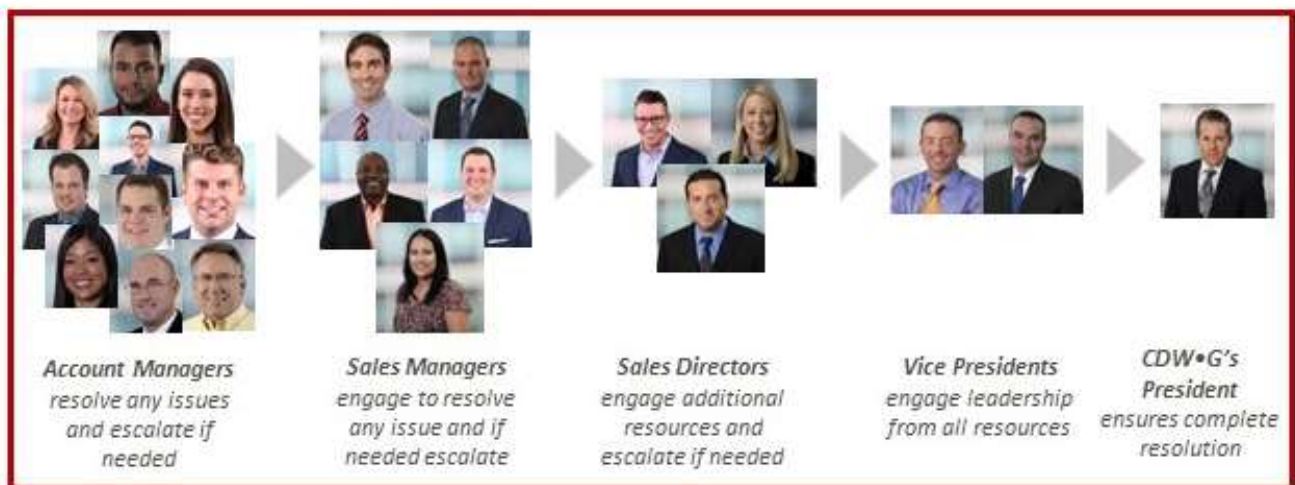 Account Managers
resolve any issues
and escalate if
needed
Sales Managers
engage to resolve
any issue and if
needed escalate
Sales Directors
engage additional
resources and
escalate if needed
Vice Presidents
engage leadership
from all resources
CDW•G's
President
ensures complete
resolution